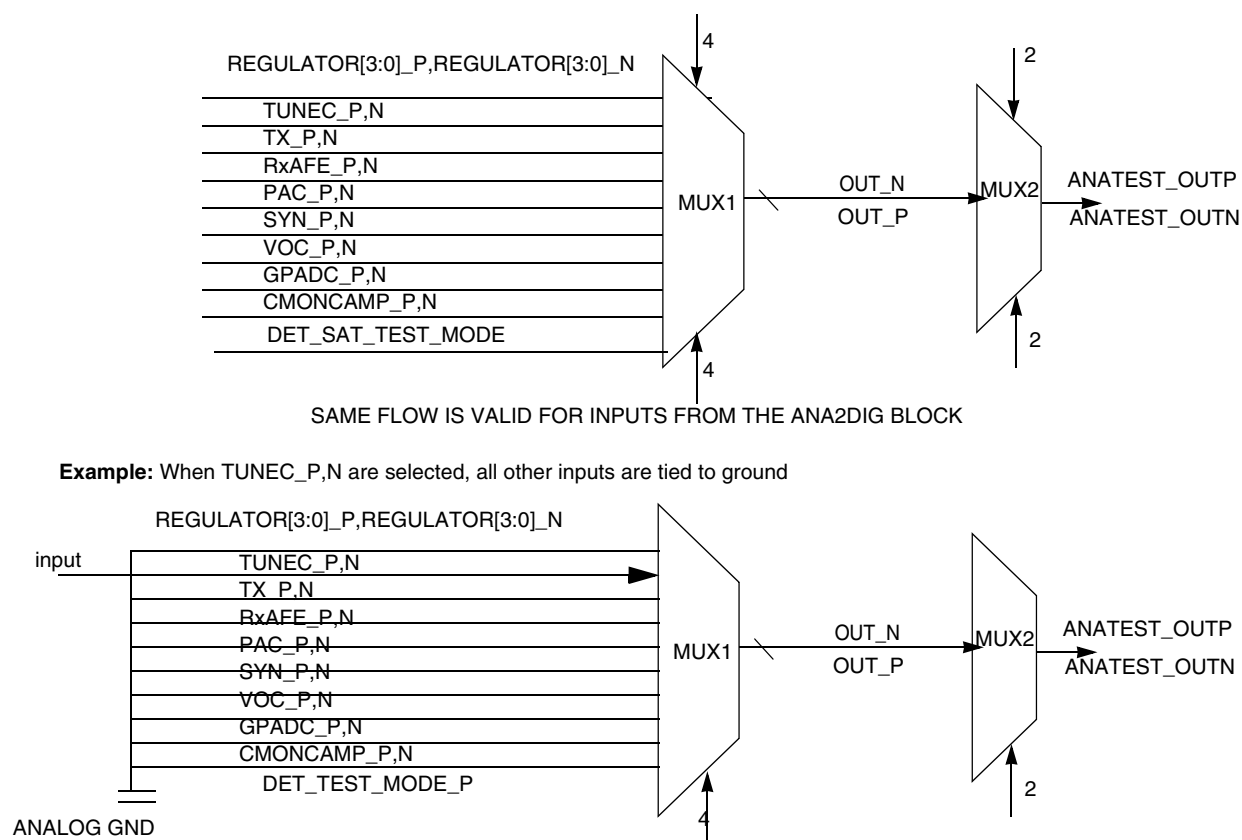 4
REGULATOR[3:0]_P,REGULATOR[3:0]_N
2
TUNEC_P,N
TX_P,N
RxAFE_P,N
PAC_P,N
SYN_P,N
VOC_P,N
GPADC_P,N
CMONCAMP_P,N
DET_SAT_TEST_MODE
MUX1
OUT_N
OUT_P
MUX2
ANATEST_OUTP
ANATEST_OUTN
2
4
SAME FLOW IS VALID FOR INPUTS FROM THE ANA2DIG BLOCK
Example: When TUNEC_P,N are selected, all other inputs are tied to ground
REGULATOR[3:0]_P,REGULATOR[3:0]_N
input
TUNEC_P,N
TX_P,N
RxAFE_P,N
PAC_P,N
SYN_P,N
VOC_P,N
GPADC_P,N
CMONCAMP_P,N
DET_TEST_MODE_P
MUX1
OUT_N
OUT_P
MUX2
ANATEST_OUTP
ANATEST_OUTN
2
4
ANALOG GND